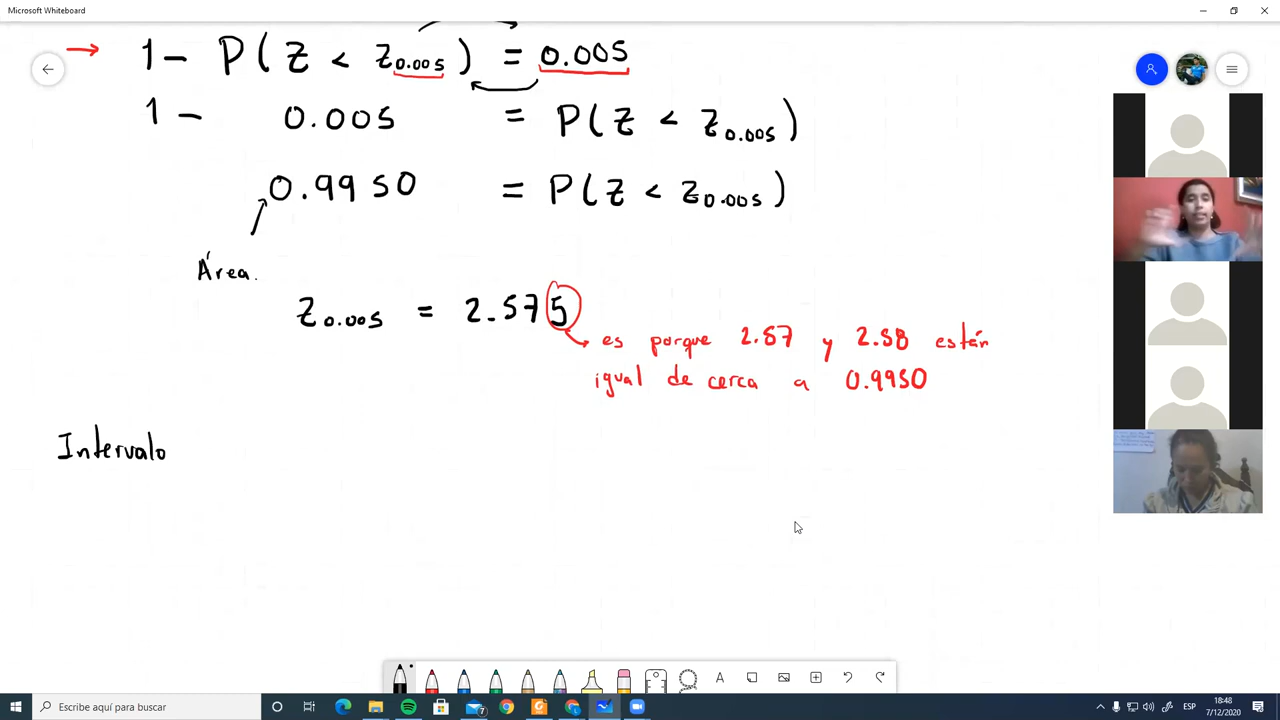 Microsoft Whiteboard
→ 1 - P(Z < Z0.005) = 0.005
1 - 0.005 = P(Z < Z0.005)
0.9950 = P(Z < Z0.005)
Área.
Z0.005 = 2.575
es porque 2.57 y 2.58 están
igual de cerca a 0.9950
Intervalo
Escribe aquí para buscar
7
ESP
18:48
7/12/2020